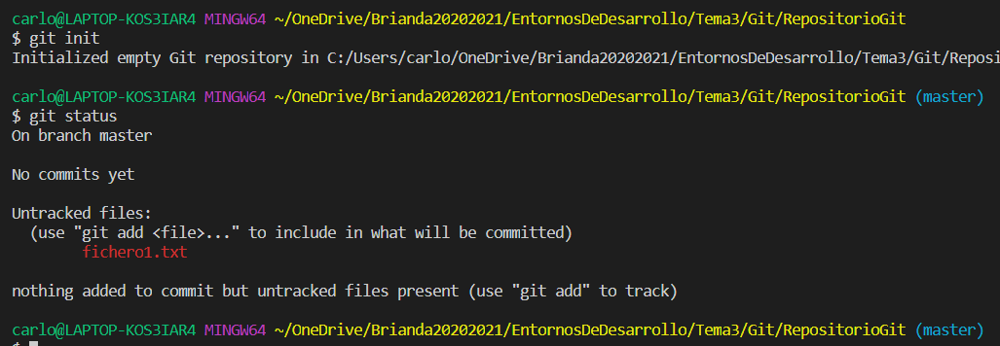 carlo@LAPTOP-KOS3IAR4 MINGW64 ~/OneDrive/Brianda20202021/EntornosDeDesarrollo/Tema3/Git/RepositorioGit
$ git init
Initialized empty Git repository in C:/Users/carlo/OneDrive/Brianda20202021/EntornosDeDesarrollo/Tema3/Git/Reposi
carlo@LAPTOP-KOS3IAR4 MINGW64 ~/OneDrive/Brianda20202021/EntornosDeDesarrollo/Tema3/Git/RepositorioGit (master)
$ git status
On branch master
No commits yet
Untracked files:
(use "git add <file>..." to include in what will be committed)
fichero1.txt
nothing added to commit but untracked files present (use "git add" to track)
carlo@LAPTOP-KOS3IAR4 MINGW64 ~/OneDrive/Brianda20202021/EntornosDeDesarrollo/Tema3/Git/RepositorioGit (master)
$